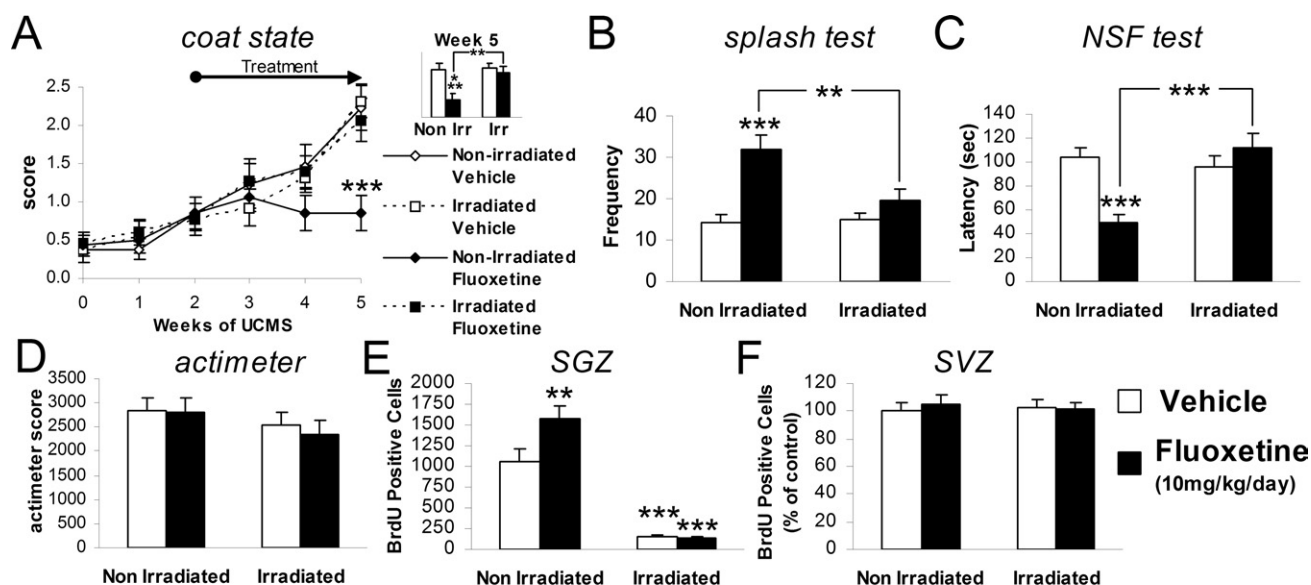 A
coat state
Treatment
score
2.5
2.0
1.5
1.0
0.5
0.0
***
0 1 2 3 4 5
Weeks of UCMS
Week 5
**
*
**
Non Irr Irr
Non-irradiated
Vehicle
Irradiated
Vehicle
Non-Irradiated
Fluoxetine
Irradiated
Fluoxetine
B
splash test
Frequency
40
30
20
10
0
***
**
Non Irradiated Irradiated
C
NSF test
Latency (sec)
140
120
100
80
60
40
20
0
***
***
Non Irradiated Irradiated
D
actimeter
actimeter score
3500
3000
2500
2000
1500
1000
500
0
Non Irradiated Irradiated
E
SGZ
BrdU Positive Cells
2000
1750
1500
1250
1000
750
500
250
0
**
*** ***
Non Irradiated Irradiated
F
SVZ
BrdU Positive Cells
(% of control)
120
100
80
60
40
20
0
Non Irradiated Irradiated
Vehicle
Fluoxetine
(10mg/kg/day)